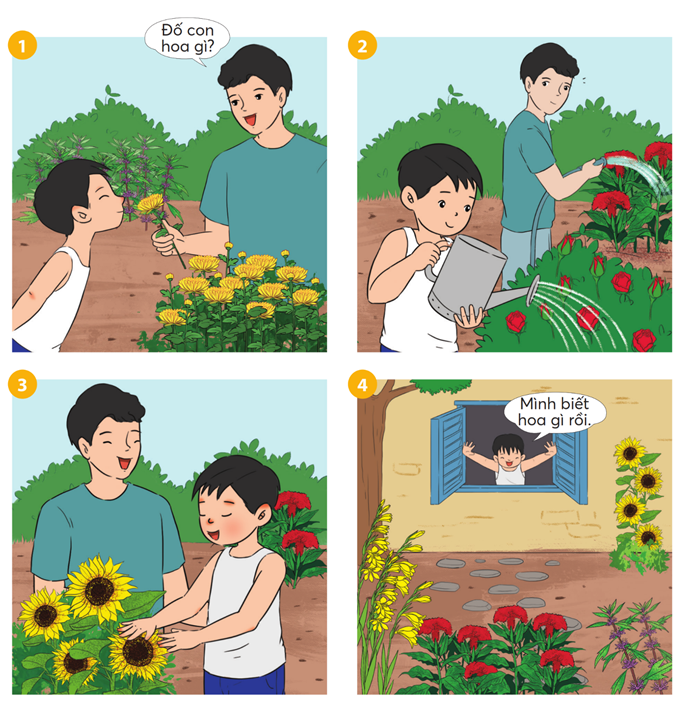 1
Đố con
hoa gì?
2
3
4
Mình biết
hoa gì rồi.